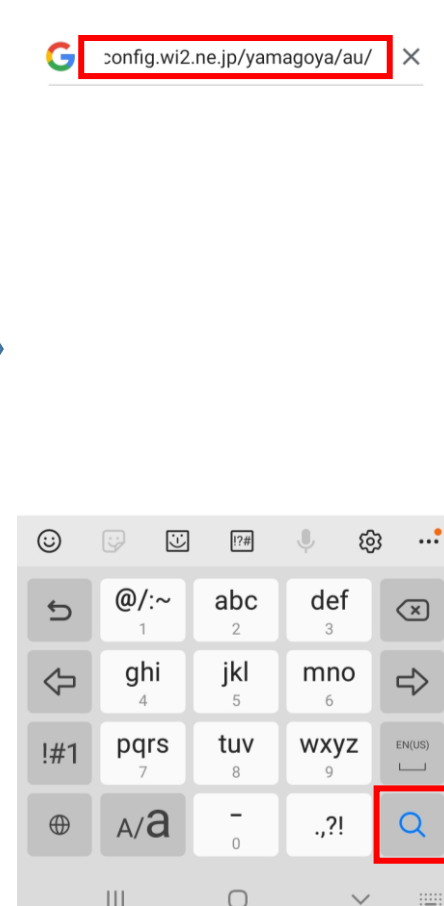 config.wi2.ne.jp/yamagoya/au/
!?#
@/:~ abc def
1 2 3
ghi jkl mno
4 5 6
!#1 pqrs tuv wxyz EN(US)
7 8 9
A/a - .,?!
0